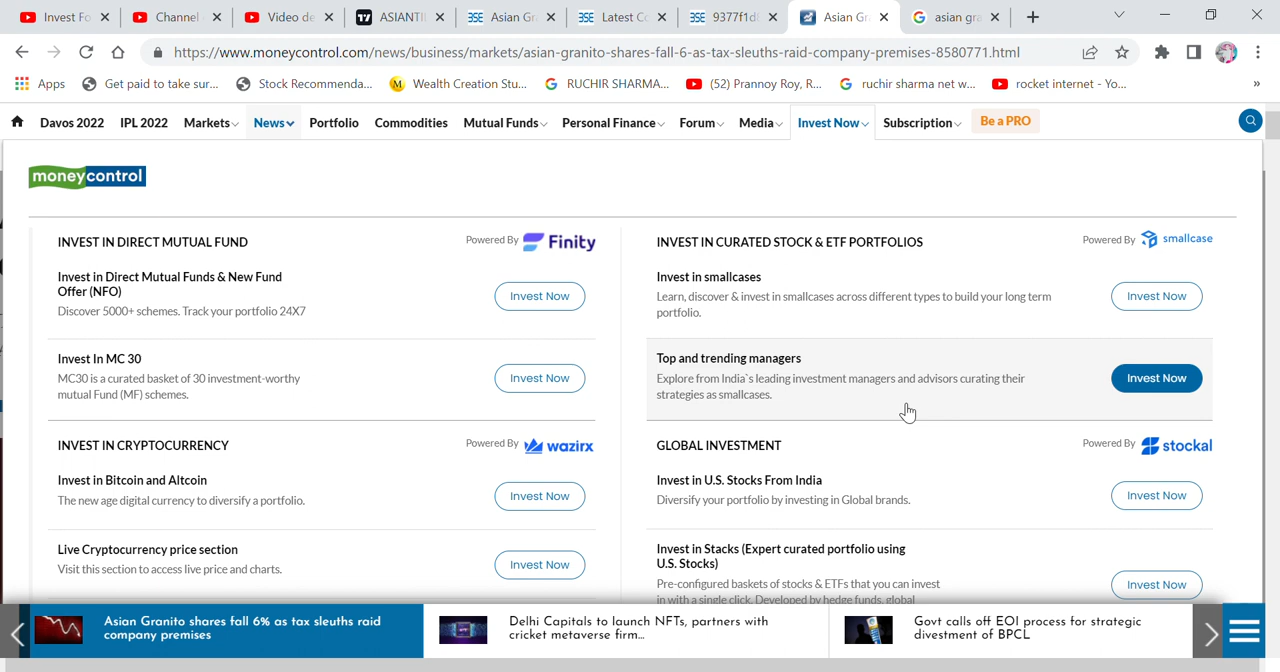 Invest Fo
Channel
Video de
ASIANTI
Asian Gr
Latest Co
9377f1d
Asian Gr
asian gra
https://www.moneycontrol.com/news/business/markets/asian-granito-shares-fall-6-as-tax-sleuths-raid-company-premises-8580771.html
Apps
Get paid to take sur...
Stock Recommenda...
Wealth Creation Stu...
RUCHIR SHARMA...
(52) Prannoy Roy, R...
ruchir sharma net w...
rocket internet - Yo...
Davos 2022
IPL 2022
Markets
News
Portfolio
Commodities
Mutual Funds
Personal Finance
Forum
Media
Invest Now
Subscription
Be a PRO
moneycontrol
INVEST IN DIRECT MUTUAL FUND
Powered By Finity
Invest in Direct Mutual Funds & New Fund
Offer (NFO)
Discover 5000+ schemes. Track your portfolio 24X7
Invest Now
Invest In MC 30
MC30 is a curated basket of 30 investment-worthy
mutual Fund (MF) schemes.
Invest Now
INVEST IN CRYPTOCURRENCY
Powered By wazirx
Invest in Bitcoin and Altcoin
The new age digital currency to diversify a portfolio.
Invest Now
Live Cryptocurrency price section
Visit this section to access live price and charts.
Invest Now
INVEST IN CURATED STOCK & ETF PORTFOLIOS
Powered By smallcase
Invest in smallcases
Learn, discover & invest in smallcases across different types to build your long term
portfolio.
Invest Now
Top and trending managers
Explore from India`s leading investment managers and advisors curating their
strategies as smallcases.
Invest Now
GLOBAL INVESTMENT
Powered By stockal
Invest in U.S. Stocks From India
Diversify your portfolio by investing in Global brands.
Invest Now
Invest in Stacks (Expert curated portfolio using
U.S. Stocks)
Pre-configured baskets of stocks & ETFs that you can invest
in with a single click. Developed by hedge funds, global
Invest Now
Asian Granito shares fall 6% as tax sleuths raid
company premises
Delhi Capitals to launch NFTs, partners with
cricket metaverse firm...
Govt calls off EOI process for strategic
divestment of BPCL